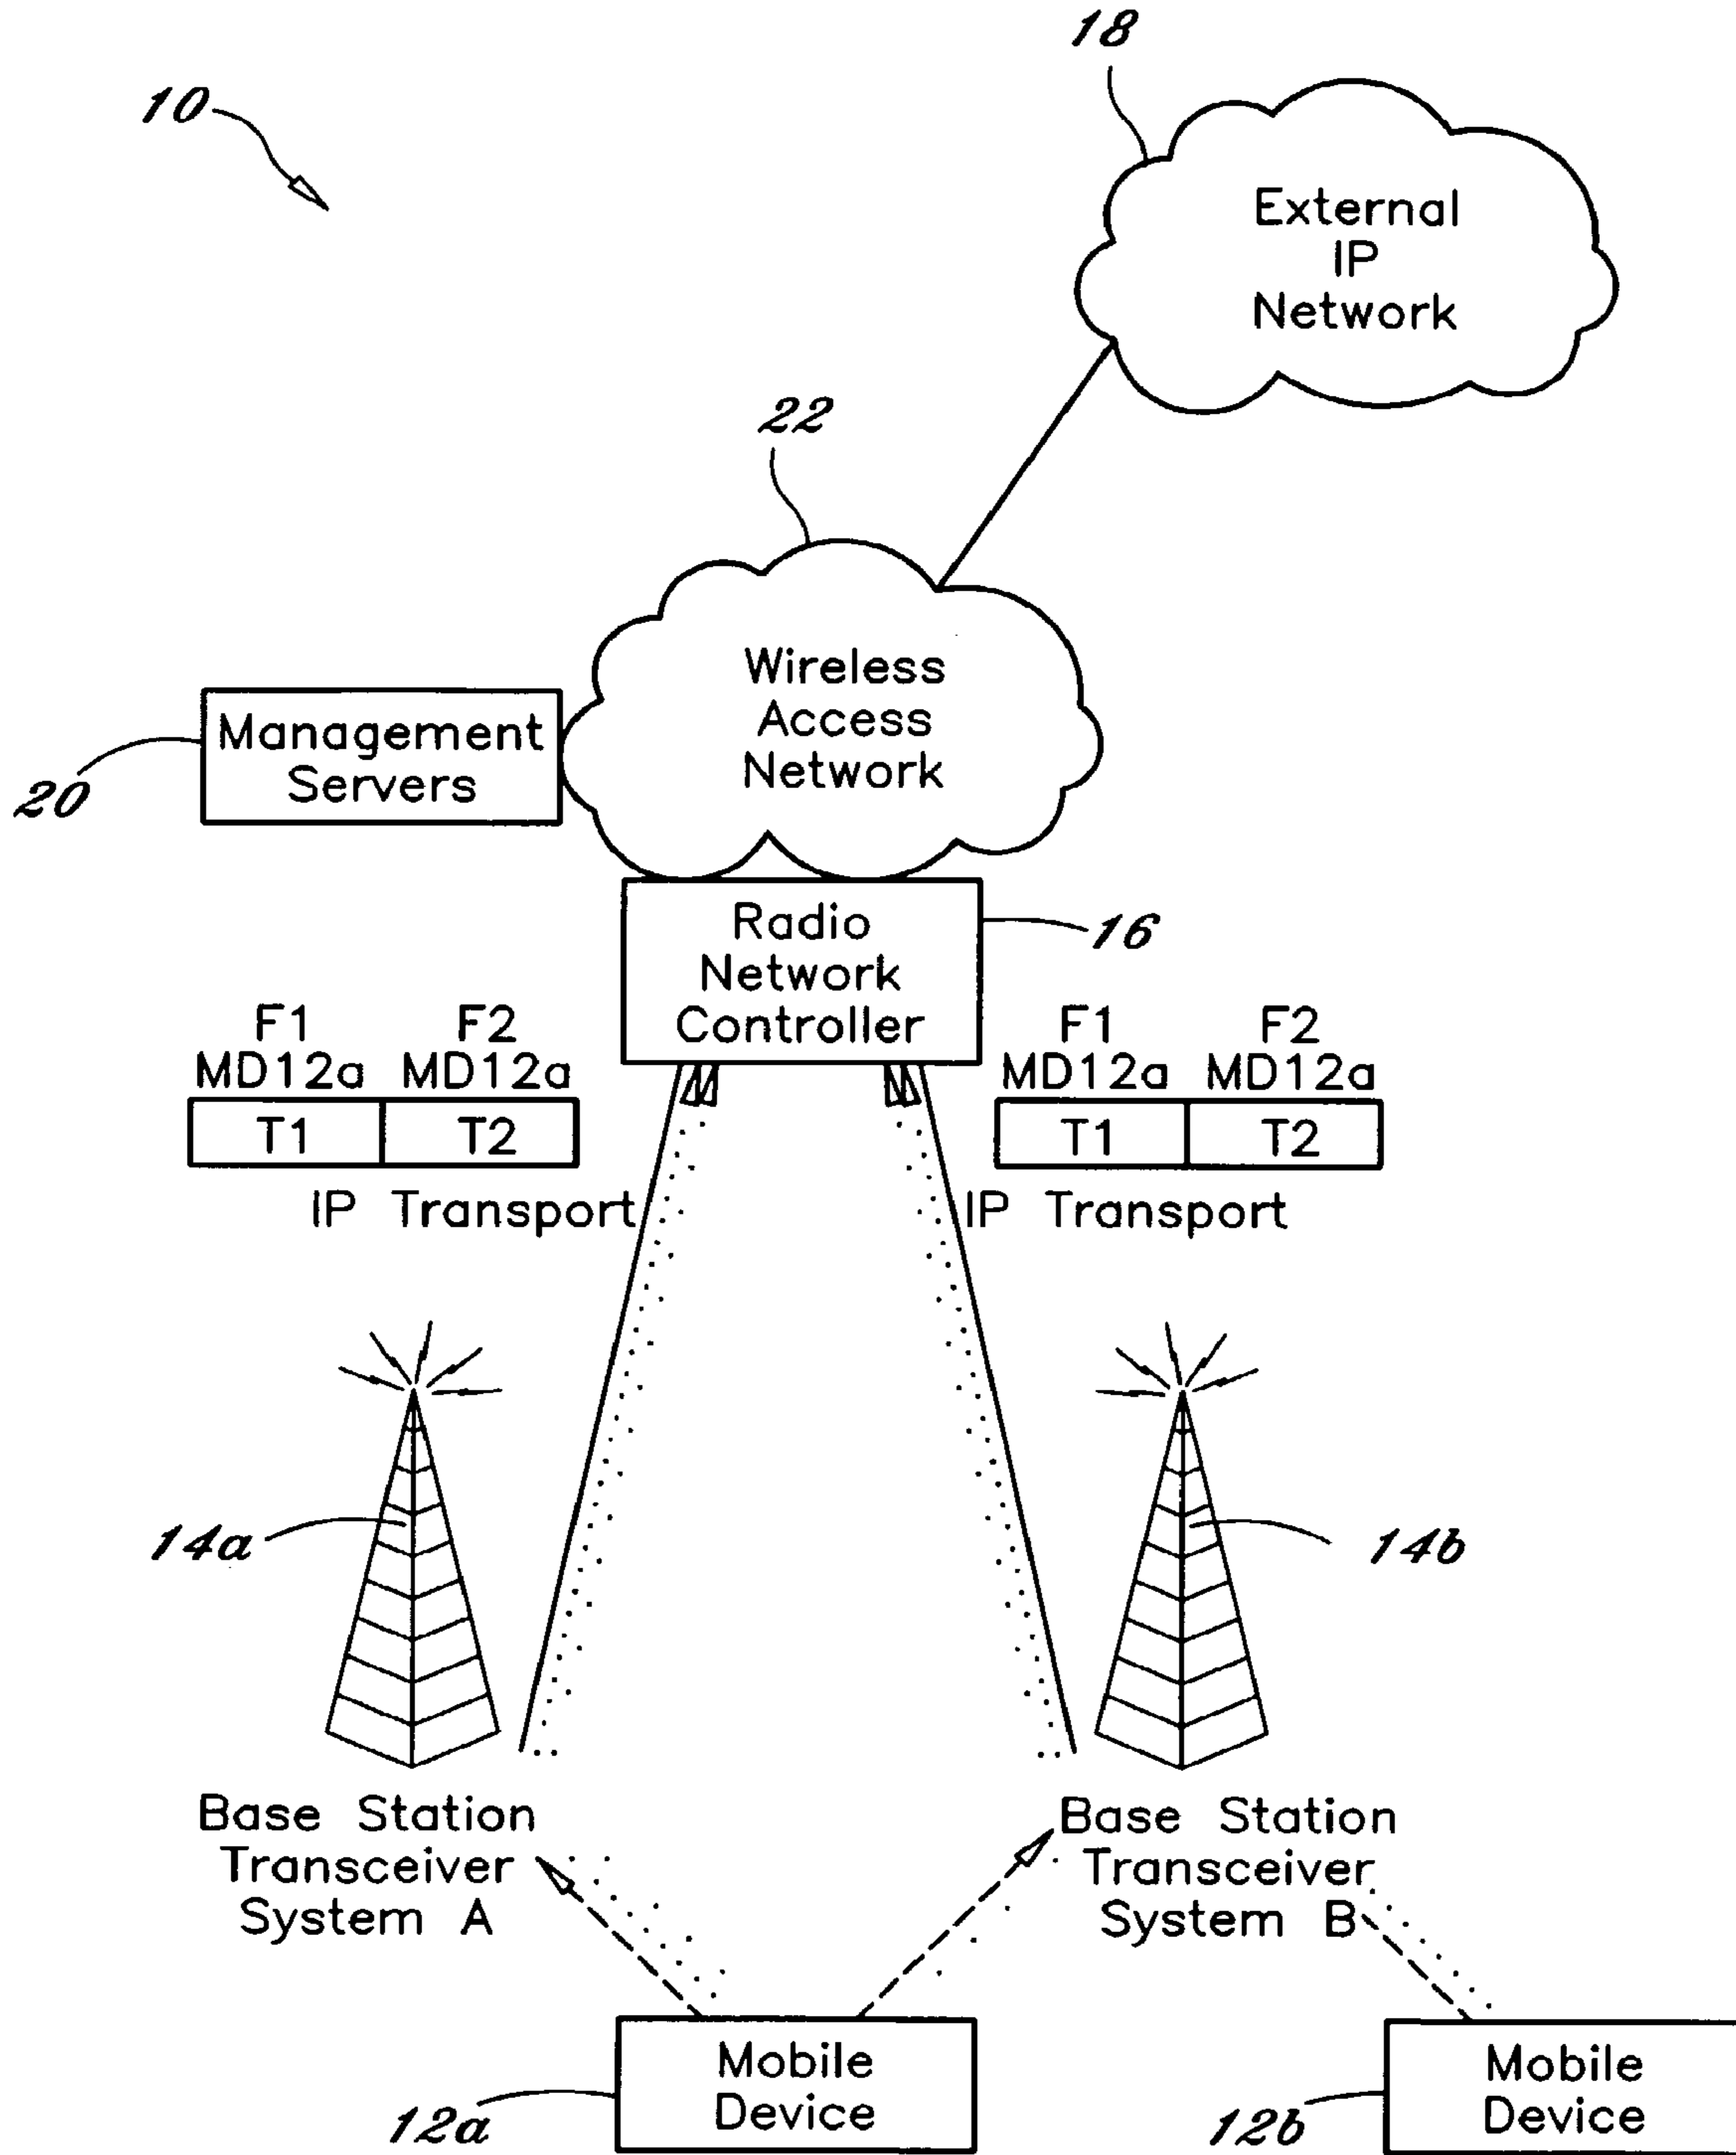 18
10
External
IP
Network
22
Wireless
Access
Network
Management
Servers
20
Radio
Network
Controller
16
F1 F2
MD12a MD12a
T1 T2
IP Transport
F1 F2
MD12a MD12a
T1 T2
IP Transport
14a
14b
Base Station
Transceiver
System A
Base Station
Transceiver
System B
Mobile
Device
12a
Mobile
Device
12b